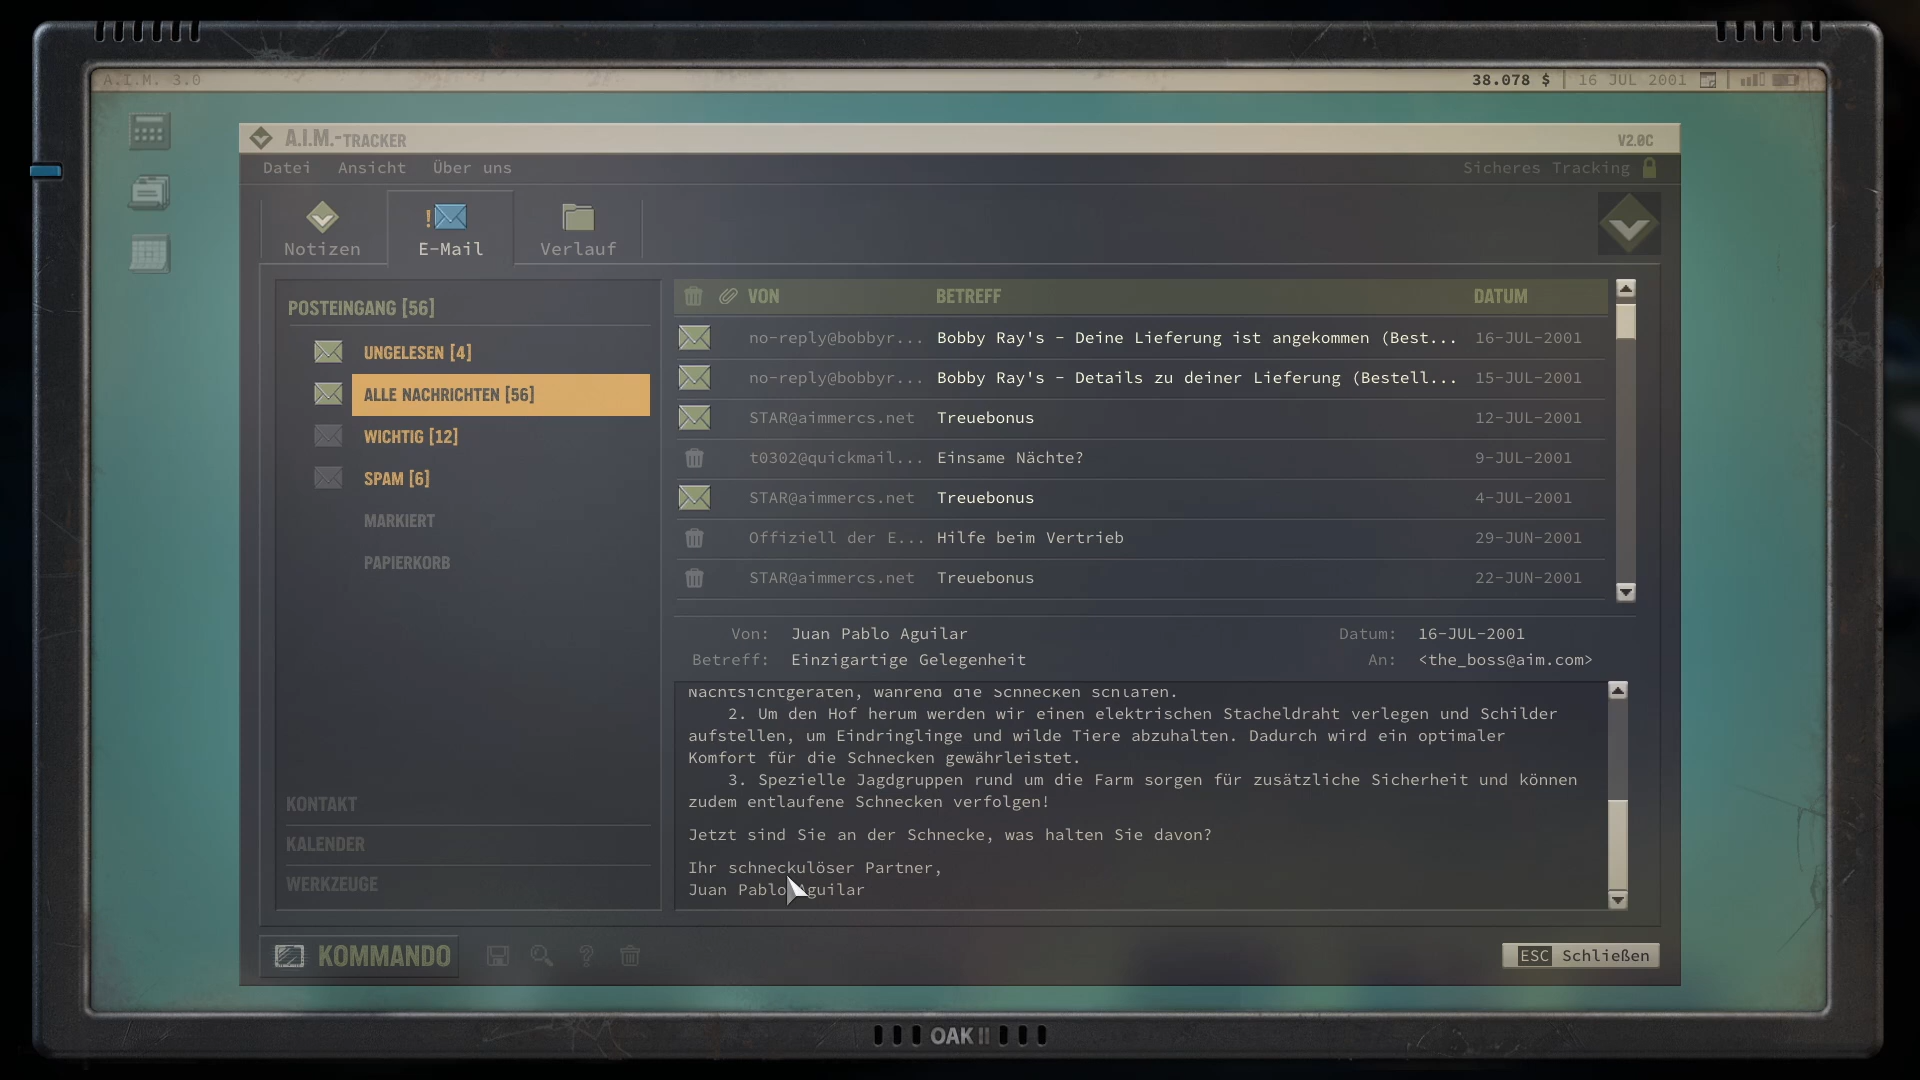 A.I.M. 3.0
38.078 $ | 16 JUL 2001
A.I.M.-TRACKER
V2.0C
Datei Ansicht Über uns
Sicheres Tracking
Notizen
! E-Mail
Verlauf
POSTEINGANG [56]
UNGELESEN [4]
ALLE NACHRICHTEN [56]
WICHTIG [12]
SPAM [6]
MARKIERT
PAPIERKORB
KONTAKT
KALENDER
WERKZEUGE
VON BETREFF DATUM
no-reply@bobbyr... Bobby Ray's - Deine Lieferung ist angekommen (Best... 16-JUL-2001
no-reply@bobbyr... Bobby Ray's - Details zu deiner Lieferung (Bestell... 15-JUL-2001
STAR@aimmercs.net Treuebonus 12-JUL-2001
t0302@quickmail... Einsame Nächte? 9-JUL-2001
STAR@aimmercs.net Treuebonus 4-JUL-2001
Offiziell der E... Hilfe beim Vertrieb 29-JUN-2001
STAR@aimmercs.net Treuebonus 22-JUN-2001
Von: Juan Pablo Aguilar Datum: 16-JUL-2001
Betreff: Einzigartige Gelegenheit An: <the_boss@aim.com>
Nachtsichtgeräten, während die Schnecken schlafen.
2. Um den Hof herum werden wir einen elektrischen Stacheldraht verlegen und Schilder
aufstellen, um Eindringlinge und wilde Tiere abzuhalten. Dadurch wird ein optimaler
Komfort für die Schnecken gewährleistet.
3. Spezielle Jagdgruppen rund um die Farm sorgen für zusätzliche Sicherheit und können
zudem entlaufene Schnecken verfolgen!
Jetzt sind Sie an der Schnecke, was halten Sie davon?
Ihr schneckulöser Partner,
Juan Pablo Aguilar
KOMMANDO
?
ESC Schließen
OAK II